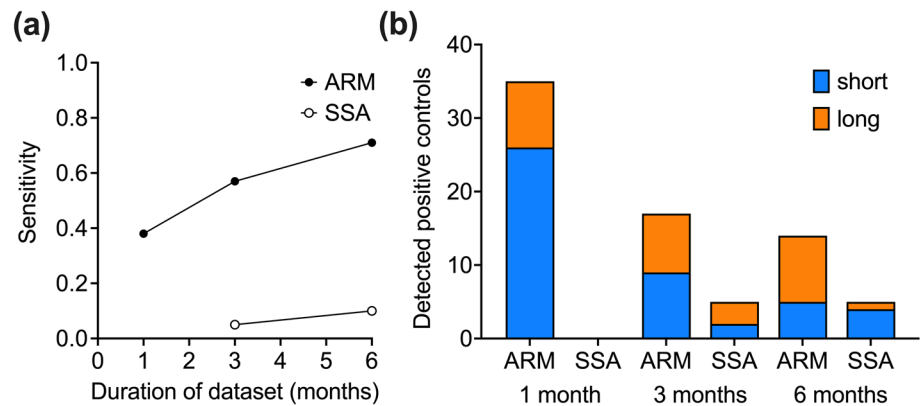 (a)
1.0
0.8
0.6
0.4
0.2
0.0
Sensitivity
ARM
SSA
0 1 2 3 4 5 6
Duration of dataset (months)
(b)
40
30
20
10
0
Detected positive controls
short
long
ARM SSA ARM SSA ARM SSA
1 month 3 months 6 months